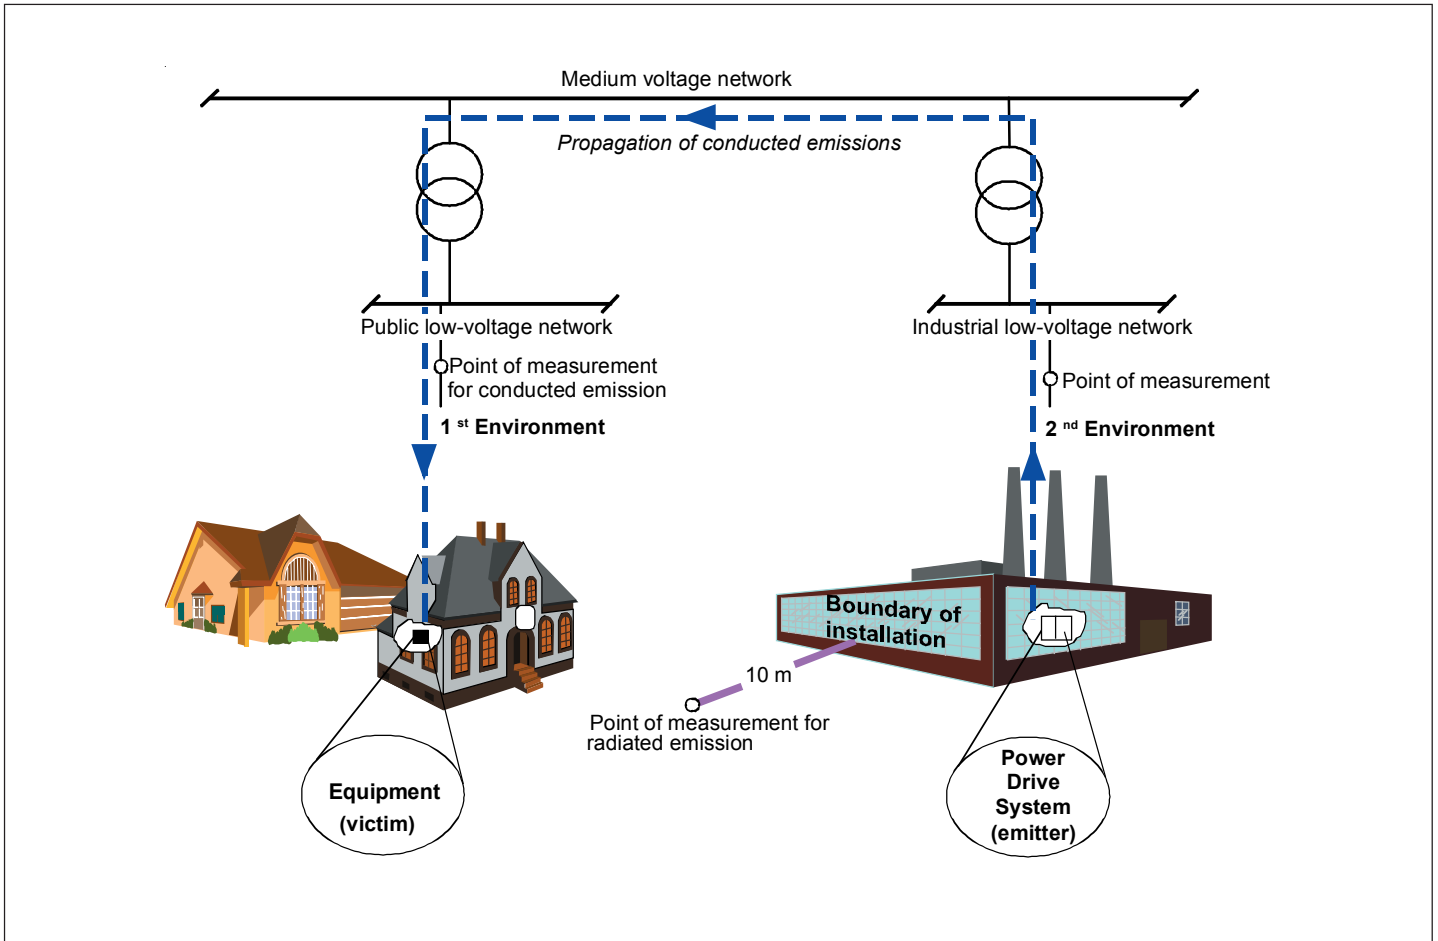 Medium voltage network
Propagation of conducted emissions
Public low-voltage network
Industrial low-voltage network
Point of measurement
for conducted emission
Point of measurement
1 st Environment
2 nd Environment
Boundary of
installation
10 m
Point of measurement for
radiated emission
Equipment
(victim)
Power
Drive
System
(emitter)